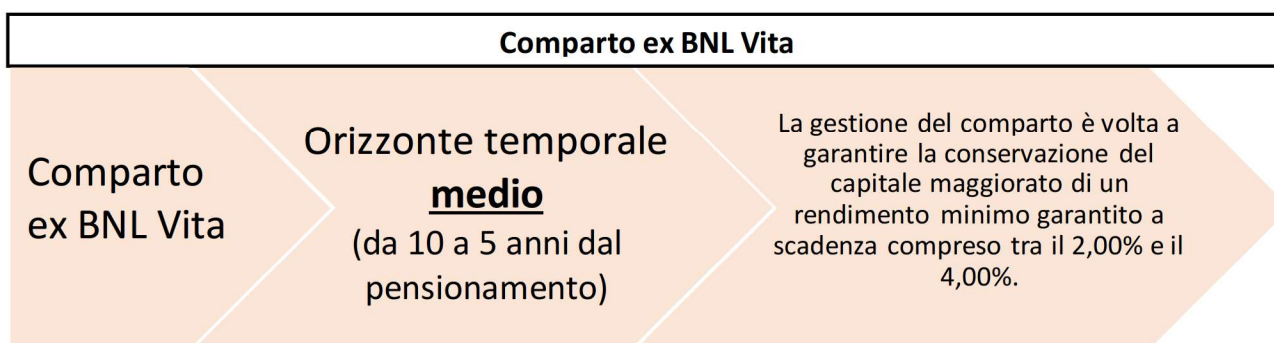 Comparto ex BNL Vita
Comparto
ex BNL Vita
Orizzonte temporale
medio
(da 10 a 5 anni dal
pensionamento)
La gestione del comparto è volta a
garantire la conservazione del
capitale maggiorato di un
rendimento minimo garantito a
scadenza compreso tra il 2,00% e il
4,00%.